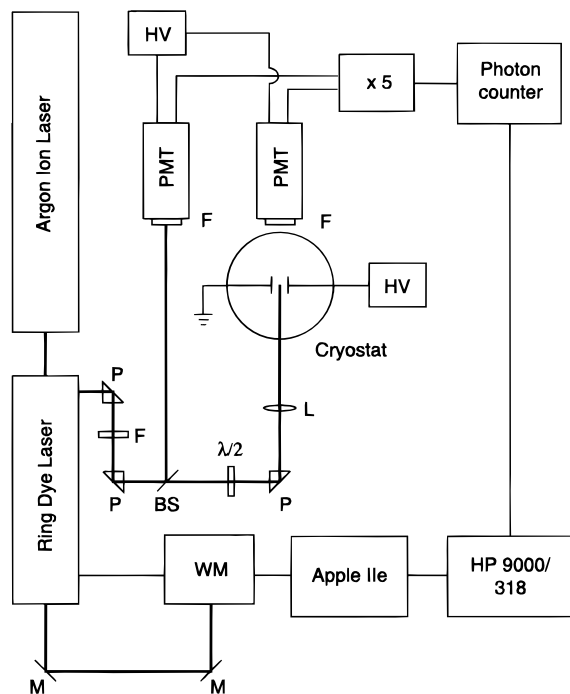 HV
x 5
Photon
counter
Argon Ion Laser
PMT
PMT
F
F
HV
Cryostat
P
L
F
Ring Dye Laser
λ/2
P
BS
P
WM
Apple IIe
HP 9000/
318
M
M